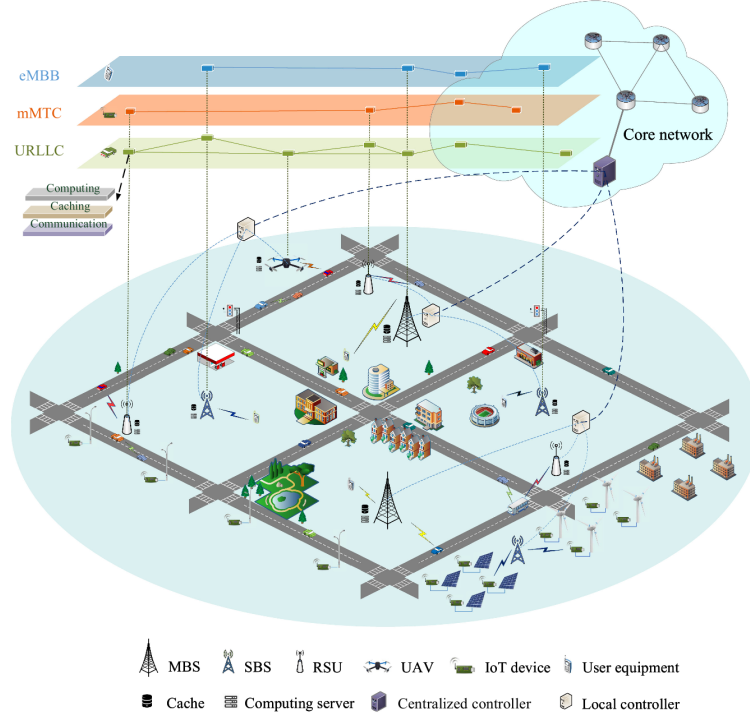 eMBB
mMTC
URLLC
Core network
Computing
Caching
Communication
MBS
SBS
RSU
UAV
IoT device
User equipment
Cache
Computing server
Centralized controller
Local controller